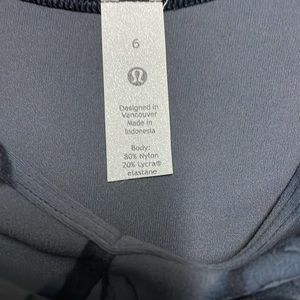 6
Designed in
Vancouver
Made in
Indonesia
Body:
80% Nylon
20% Lycra®
elastane